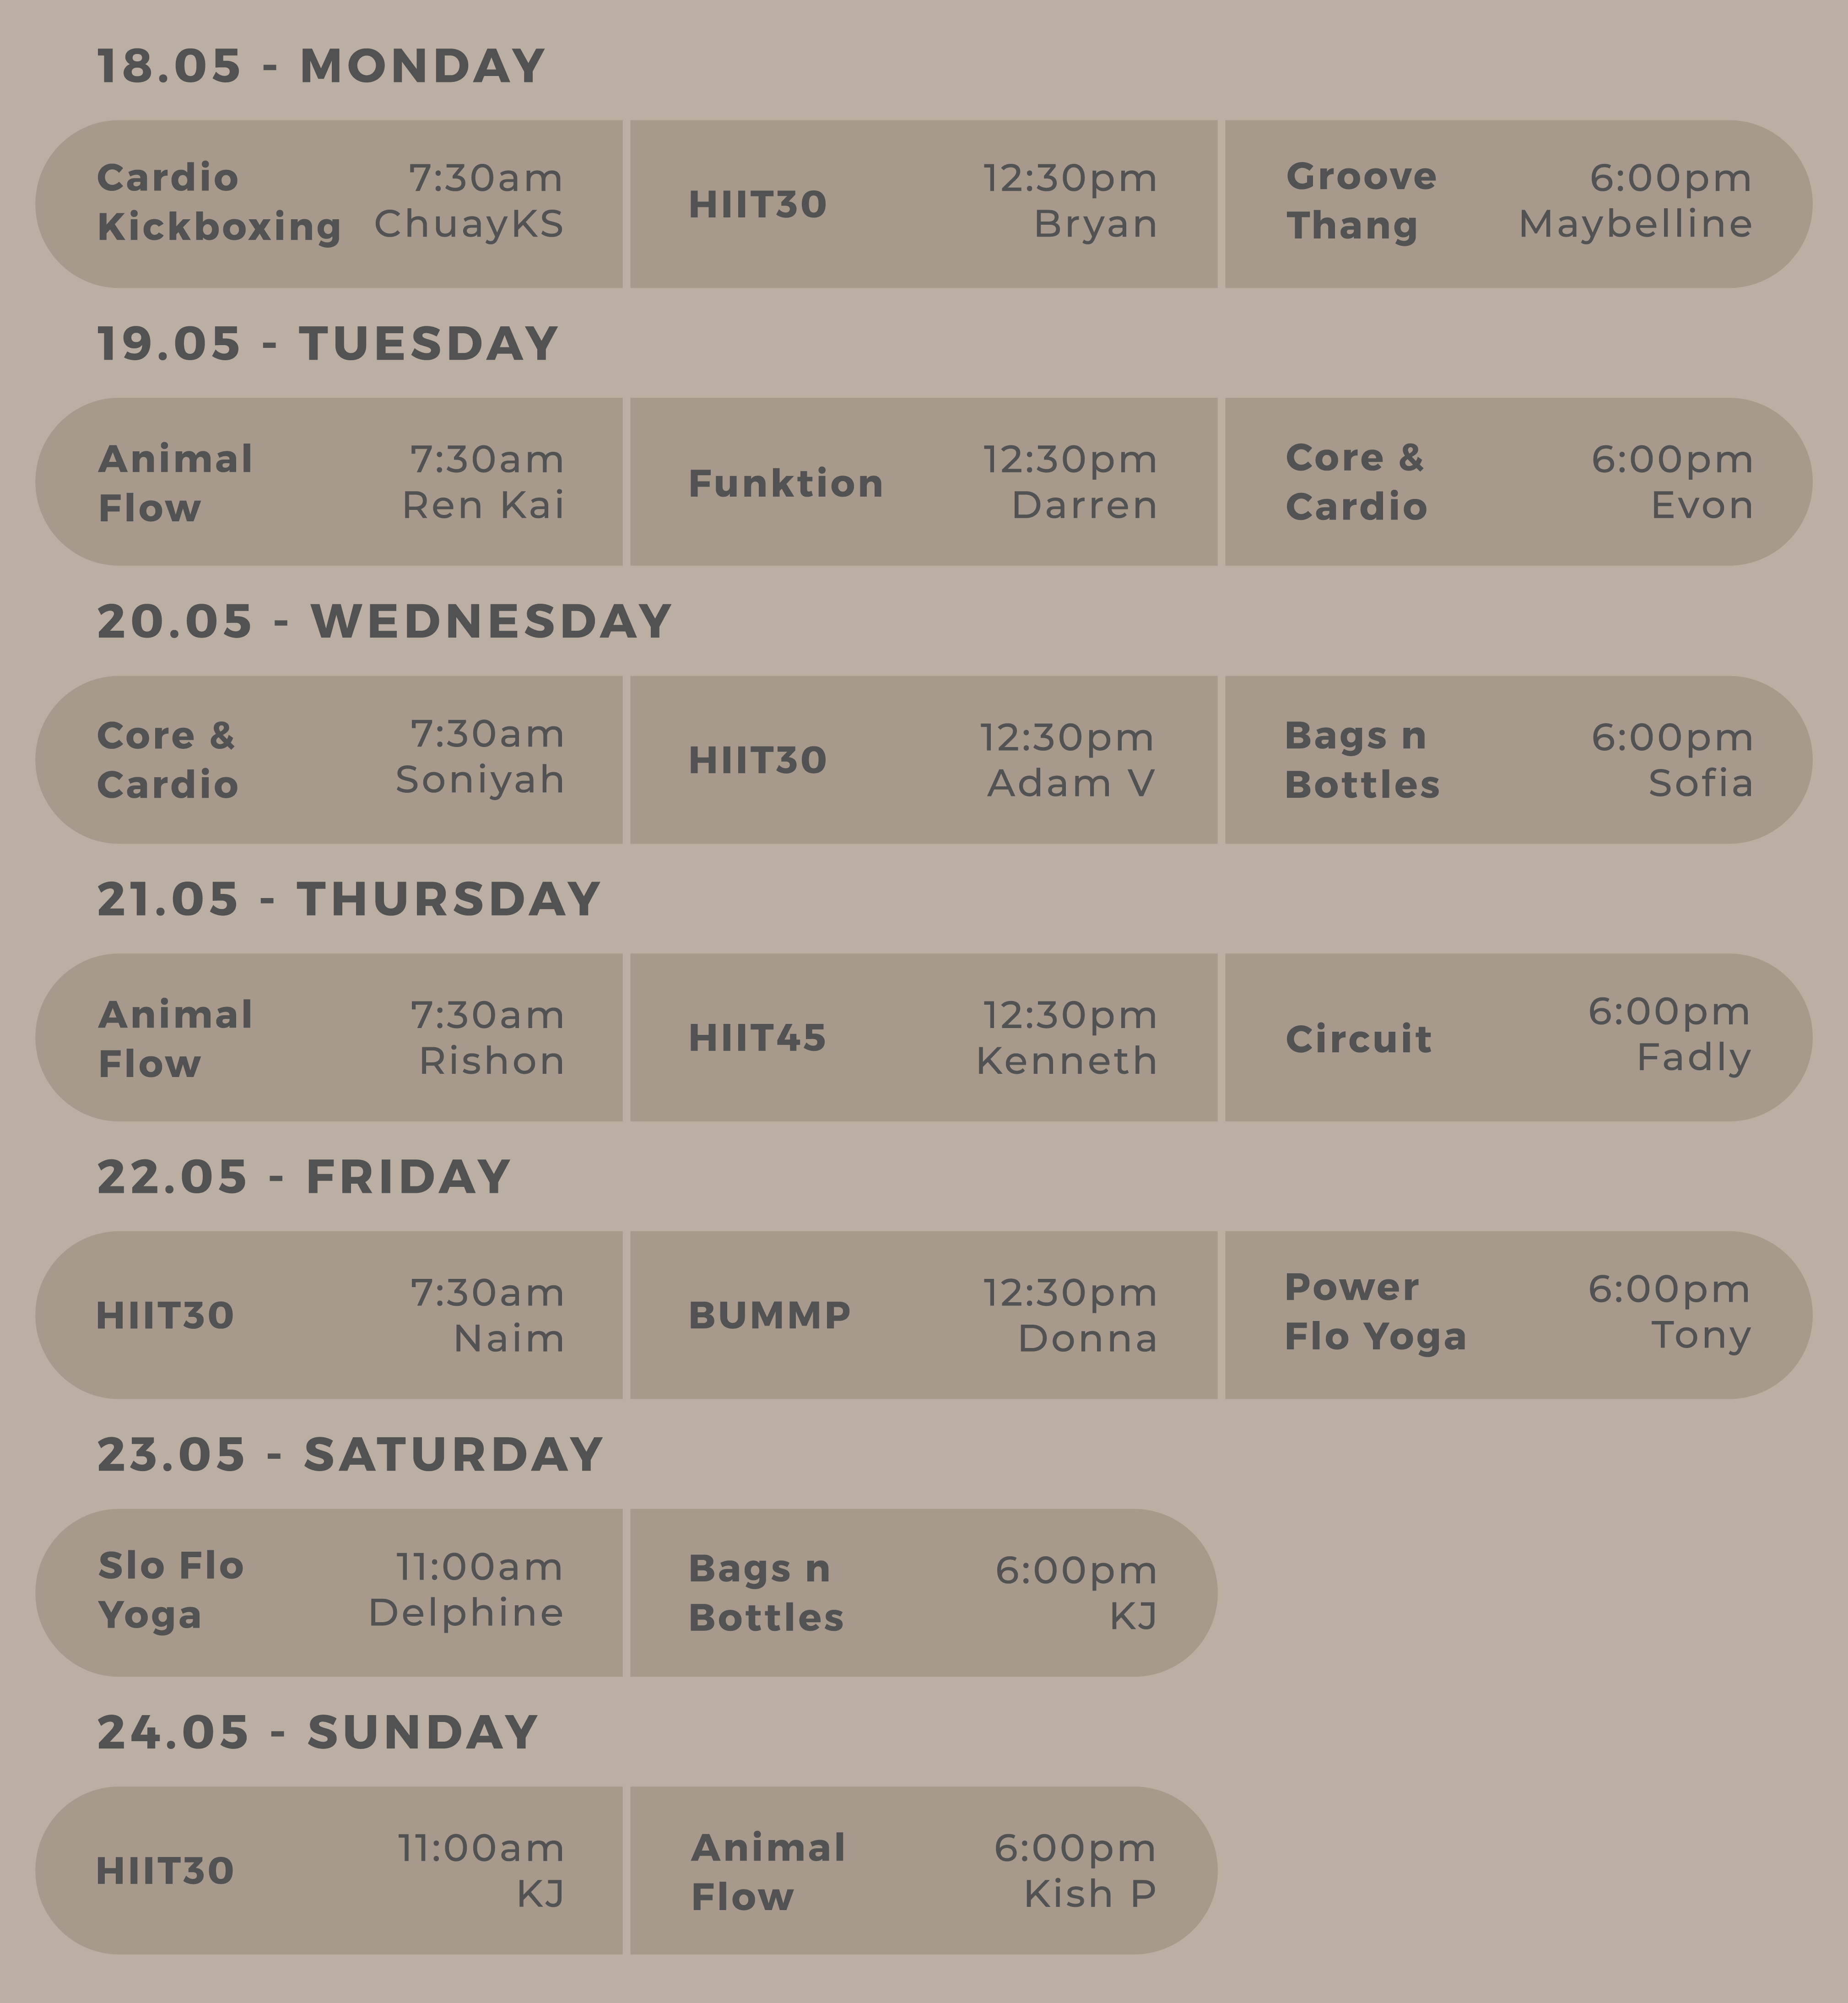 18.05 - MONDAY
Cardio
Kickboxing
7:30am
ChuayKS
HIIT30
12:30pm
Bryan
Groove
Thang
6:00pm
Maybelline
19.05 - TUESDAY
Animal
Flow
7:30am
Ren Kai
Funktion
12:30pm
Darren
Core &
Cardio
6:00pm
Evon
20.05 - WEDNESDAY
Core &
Cardio
7:30am
Soniyah
HIIT30
12:30pm
Adam V
Bags n
Bottles
6:00pm
Sofia
21.05 - THURSDAY
Animal
Flow
7:30am
Rishon
HIIT45
12:30pm
Kenneth
Circuit
6:00pm
Fadly
22.05 - FRIDAY
HIIT30
7:30am
Naim
BUMMP
12:30pm
Donna
Power
Flo Yoga
6:00pm
Tony
23.05 - SATURDAY
Slo Flo
Yoga
11:00am
Delphine
Bags n
Bottles
6:00pm
KJ
24.05 - SUNDAY
HIIT30
11:00am
KJ
Animal
Flow
6:00pm
Kish P